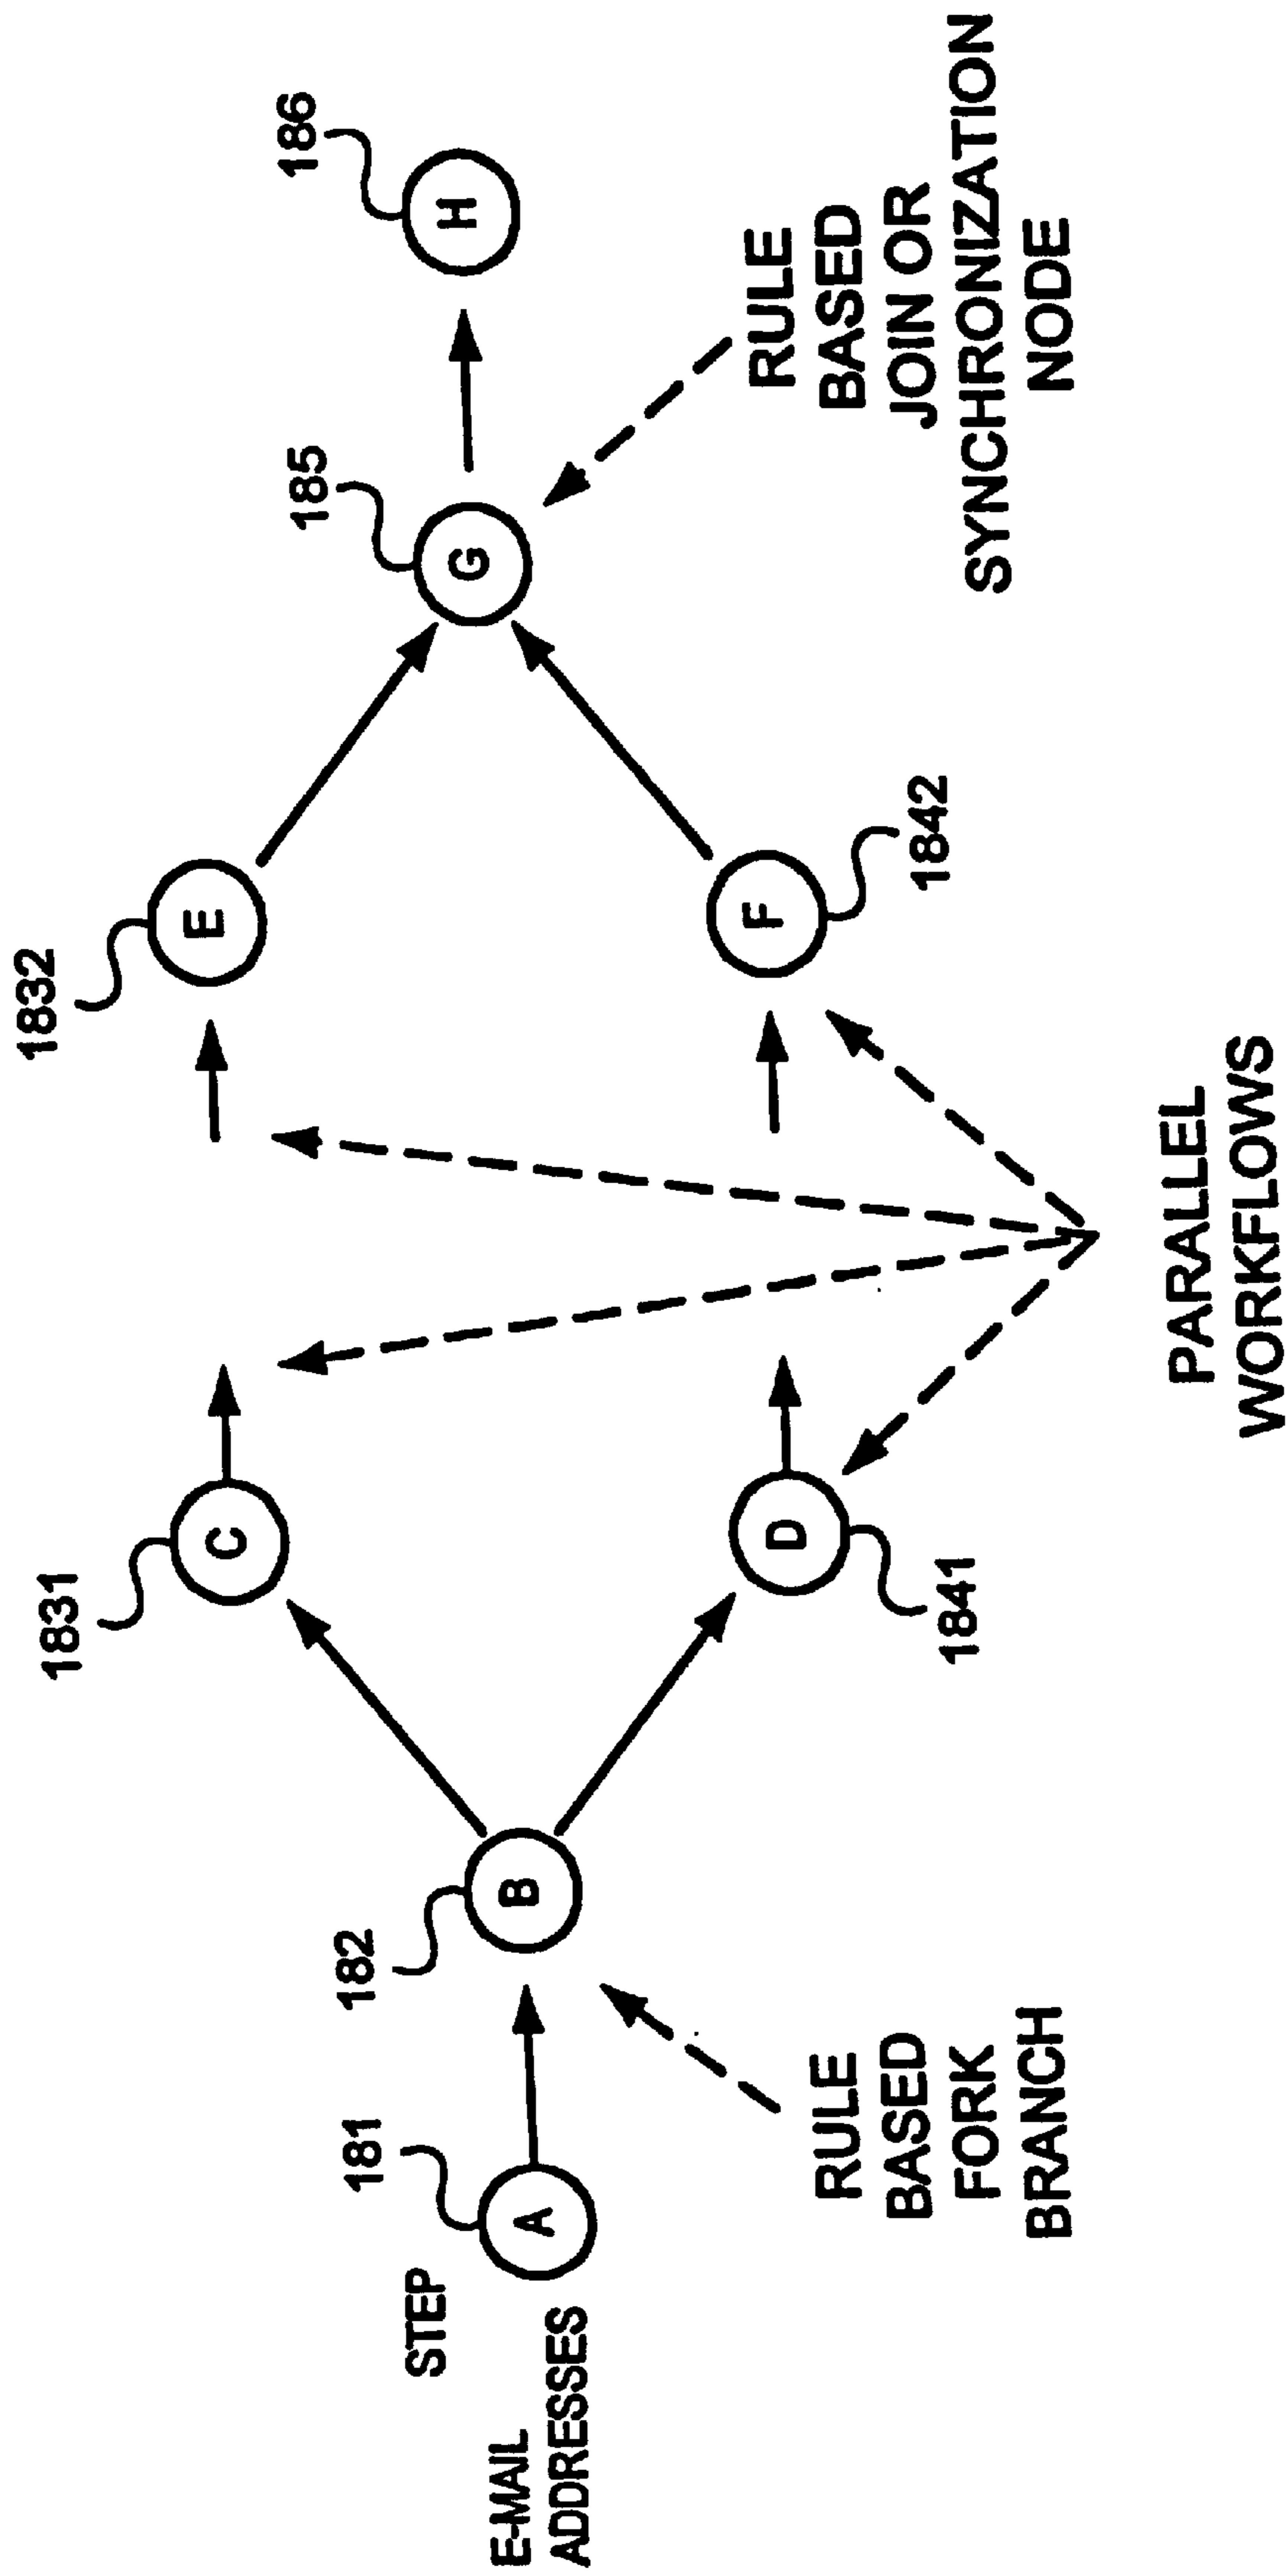 STEP
181
A
E-MAIL
ADDRESSES
182
B
RULE
BASED
FORK
BRANCH
1831
C
1841
D
PARALLEL
WORKFLOWS
1832
E
1842
F
185
G
186
H
RULE
BASED
JOIN OR
SYNCHRONIZATION
NODE